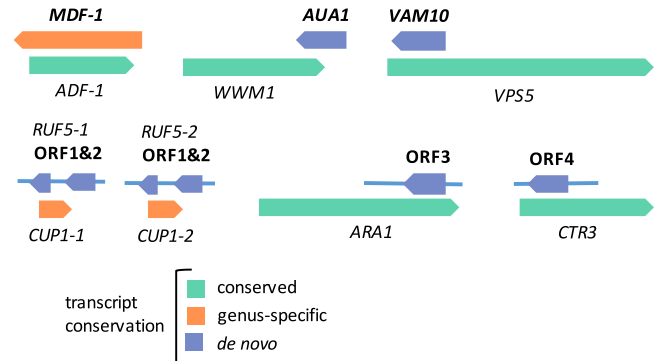 MDF-1
AUA1
VAM10
ADF-1
WWM1
VPS5
RUF5-1
RUF5-2
ORF1&2
ORF1&2
ORF3
ORF4
CUP1-1
CUP1-2
ARA1
CTR3
transcript
conservation
conserved
genus-specific
de novo